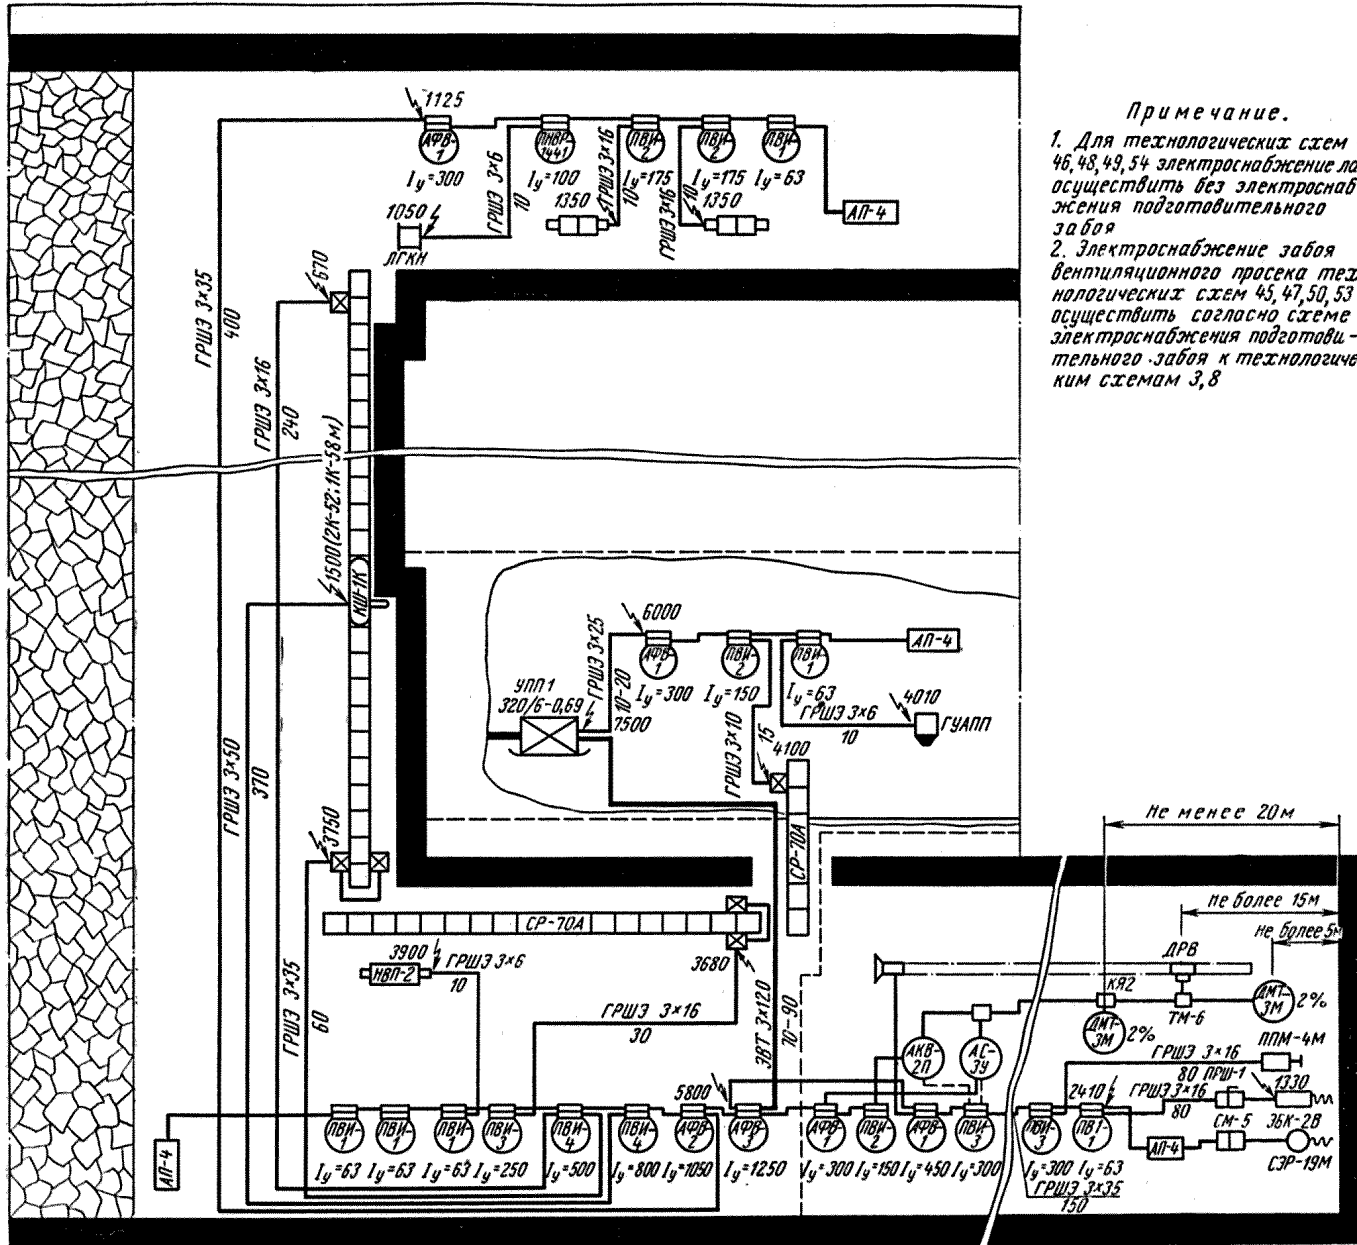 Примечание.
1. Для технологических схем
46,48,49,54 электроснабжение ла
осуществить без электроснаб
жения подготовительного
забоя
2. Электроснабжение забоя
вентиляционного просека тех
нологических схем 45,47,50,53
осуществить согласно схеме
электроснабжения подготови-
тельного забоя к технологичес
ким схемам 3,8
1125
АФВ-1
ПНВР-1441
ПВИ-2
ПВИ-2
ПВИ-1
Iу=300
Iу=100
Iу=175
Iу=175
Iу=63
АП-4
ГРШЭ 3×6
10
ГРШЭ 3×16
10
ГРШЭ 3×16
10
1050
ЛГКН
1350
1350
ГРШЭ 3×35
400
670
ГРШЭ 3×16
240
1500(2К-52;1К-58м)
КШ-1К
6000
ГРШЭ 3×25
10-20
АФВ-1
ПВИ-2
ПВИ-1
АП-4
Iу=300
Iу=150
Iу=63
УПП1
320/6-0,69
7500
ГРШЭ 3×6
10
4010
ГУАПП
ГРШЭ 3×10
15
4100
ГРШЭ 3×50
370
3750
СР-70А
Не менее 20м
Не более 15м
Не более 5м
СР-70А
3900
НВП-2
ГРШЭ 3×6
10
3680
ГРШЭ 3×35
60
ГРШЭ 3×16
30
ЭВТ 3×120
70-90
ДРВ
КЯ2
ТМ-6
ДМТ-3М
2%
ДМТ-3М
2%
АКВ-2П
АС-3У
ППМ-4М
ГРШЭ 3×16
80
ПРШ-1
1330
ГРШЭ 3×16
80
СМ-5
ЭБК-2В
СЭР-19М
АП-4
5800
2410
АП-4
ПВИ-1
ПВИ-1
ПВИ-1
ПВИ-3
ПВИ-4
ПВИ-4
АФВ-2
АФВ-3
АФВ-1
ПВИ-2
АФВ-1
ПВИ-3
ПВИ-3
ПВИ-1
Iу=63
Iу=63
Iу=63
Iу=250
Iу=500
Iу=800
Iу=1050
Iу=1250
Iу=300
Iу=150
Iу=450
Iу=300
Iу=300
Iу=63
ГРШЭ 3×35
150